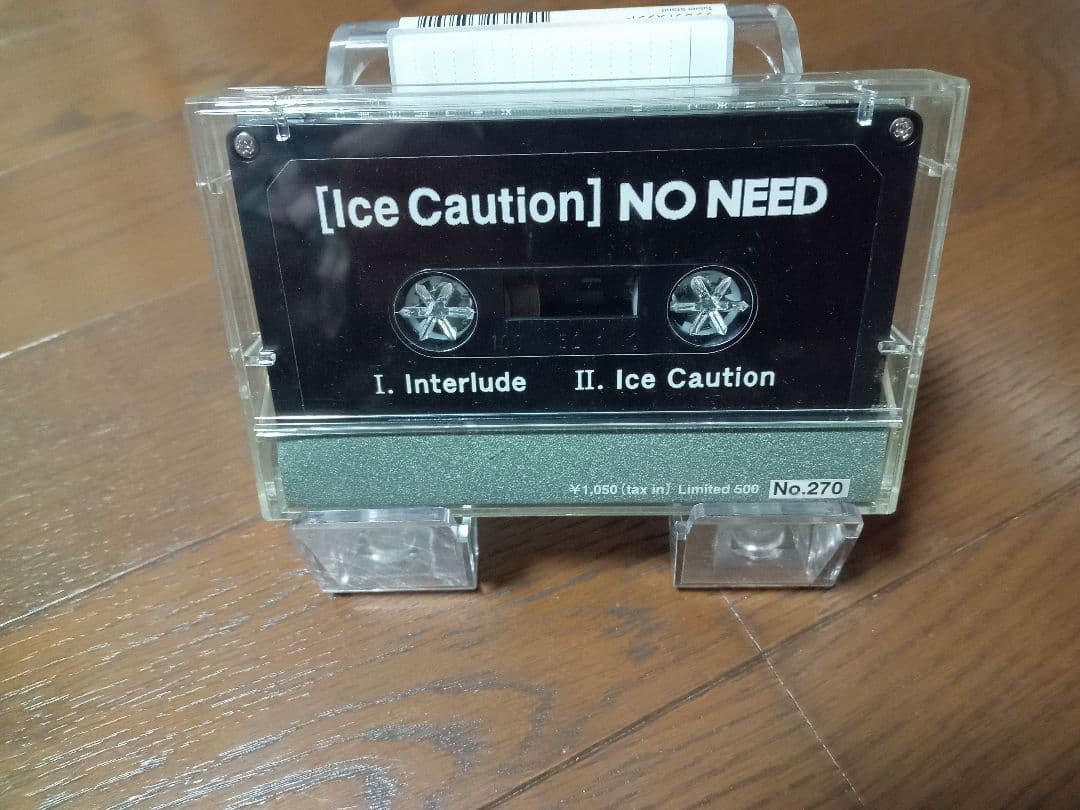 [Ice Caution] NO NEED
I. Interlude II. Ice Caution
¥1,050 (tax in) Limited 500 No.270